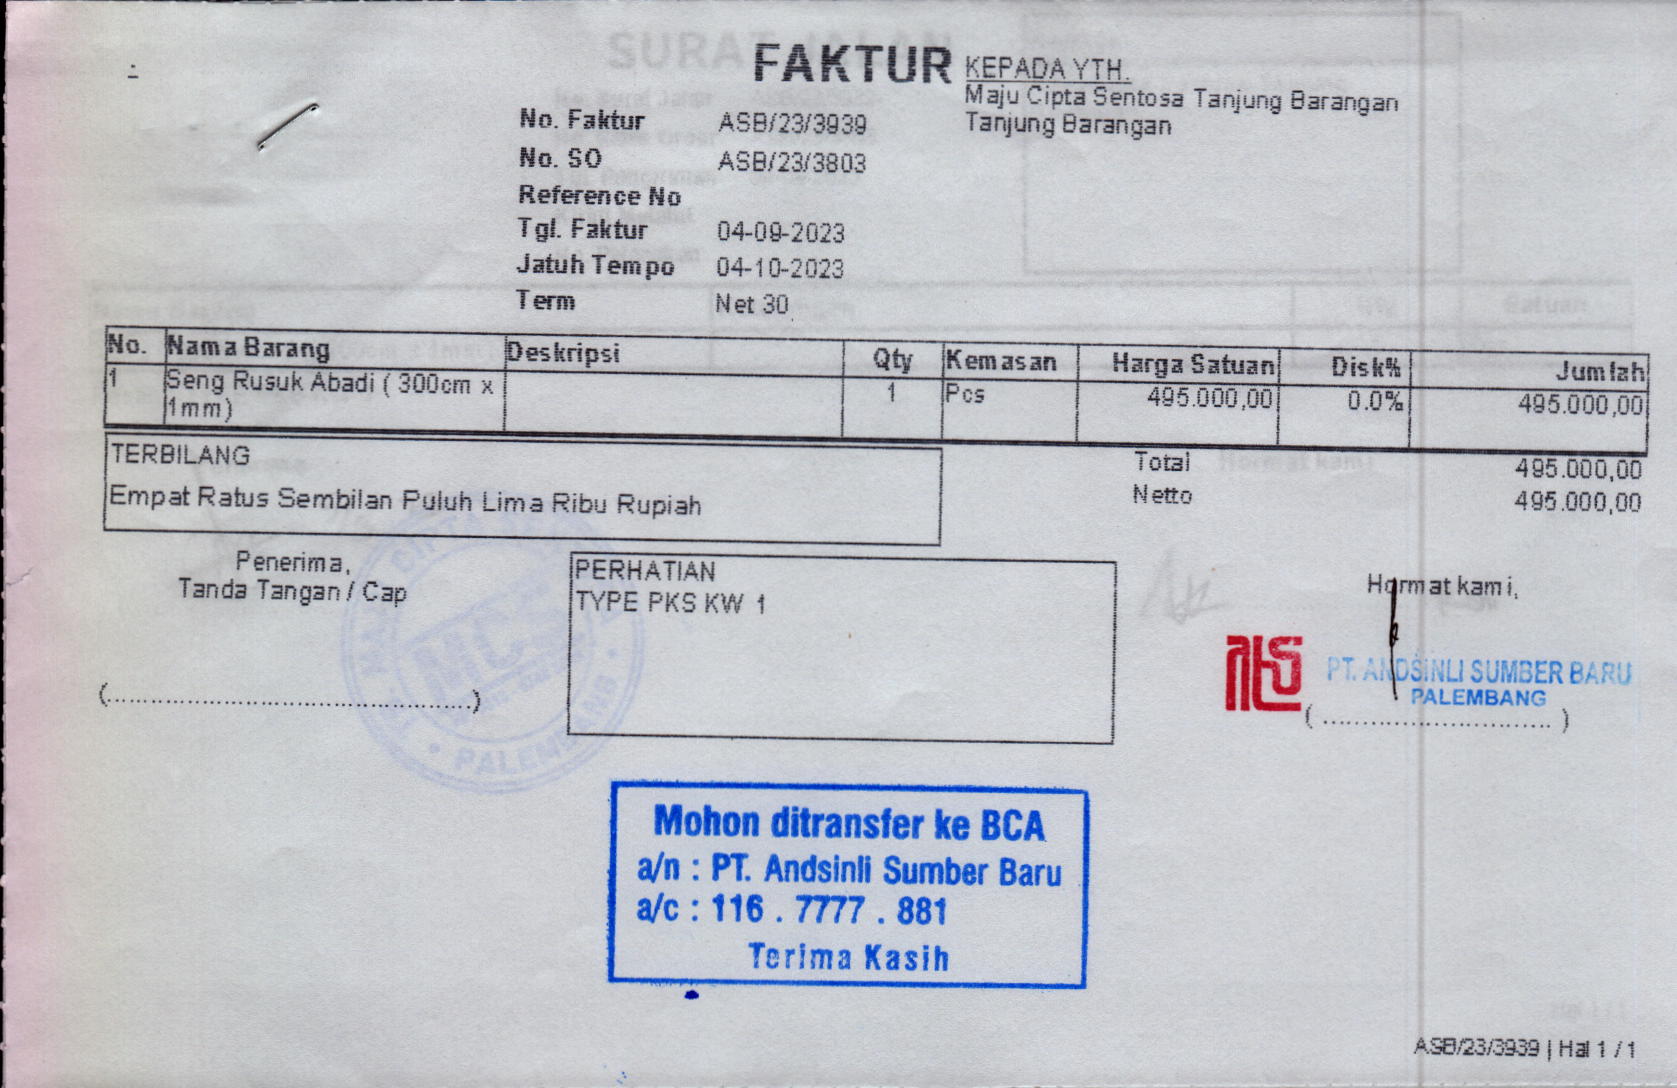 FAKTUR
KEPADA YTH.
Maju Cipta Sentosa Tanjung Barangan
Tanjung Barangan
No. Faktur ASB/23/3939
No. SO ASB/23/3803
Reference No
Tgl. Faktur 04-09-2023
Jatuh Tempo 04-10-2023
Term Net 30
No. Nama Barang Deskripsi Qty Kemasan Harga Satuan Disk% Jumlah
1 Seng Rusuk Abadi ( 300cm x 1 Pcs 495.000,00 0.0% 495.000,00
1mm)
TERBILANG
Empat Ratus Sembilan Puluh Lima Ribu Rupiah
Total 495.000,00
Netto 495.000,00
Penerima,
Tanda Tangan / Cap
(...............................................)
PERHATIAN
TYPE PKS KW 1
Hormat kami,
PT. ANDSINLI SUMBER BARU
PALEMBANG
( .............................. )
MCS
PALEMBANG
Mohon ditransfer ke BCA
a/n : PT. Andsinli Sumber Baru
a/c : 116 . 7777 . 881
Terima Kasih
ASB/23/3939 | Hal 1 / 1
SURAT JALAN